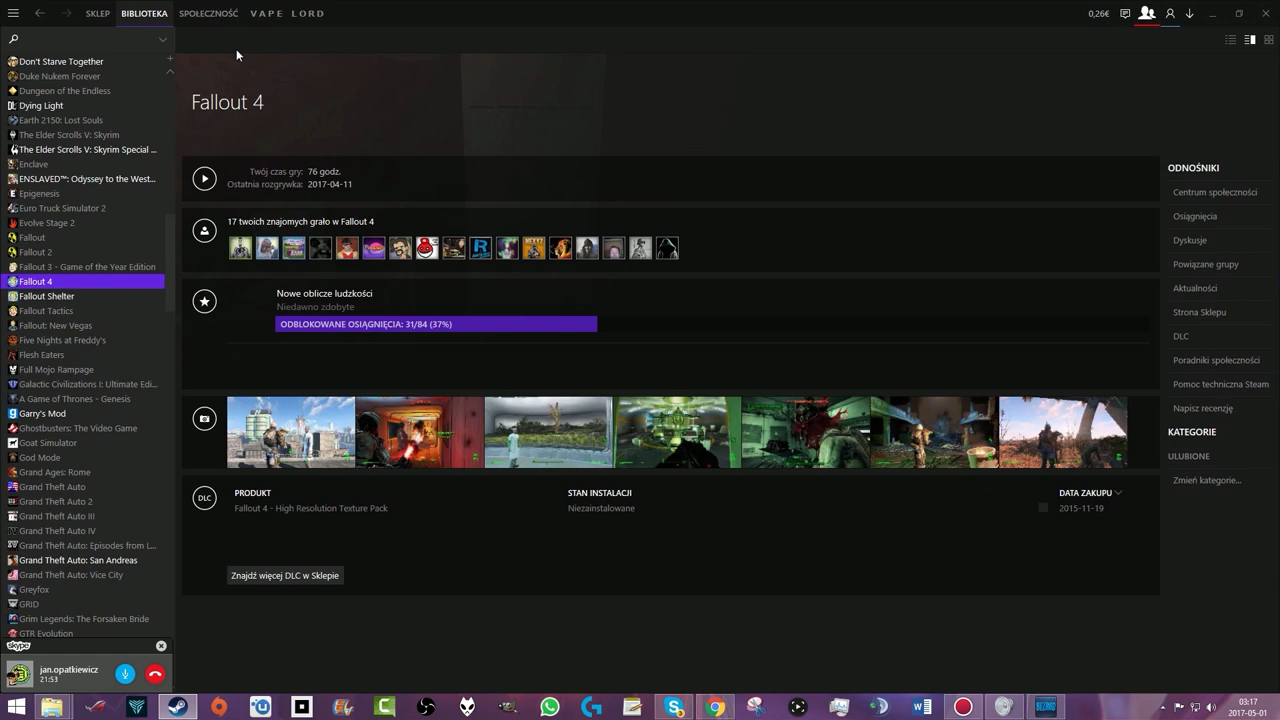 SKLEP BIBLIOTEKA SPOŁECZNOŚĆ VAPE LORD 0,26€
Don't Starve Together
Duke Nukem Forever
Dungeon of the Endless
Dying Light
Earth 2150: Lost Souls
The Elder Scrolls V: Skyrim
The Elder Scrolls V: Skyrim Special ...
Enclave
ENSLAVED™: Odyssey to the West...
Epigenesis
Euro Truck Simulator 2
Evolve Stage 2
Fallout
Fallout 2
Fallout 3 - Game of the Year Edition
Fallout 4
Fallout Shelter
Fallout Tactics
Fallout: New Vegas
Five Nights at Freddy's
Flesh Eaters
Full Mojo Rampage
Galactic Civilizations I: Ultimate Edi...
A Game of Thrones - Genesis
Garry's Mod
Ghostbusters: The Video Game
Goat Simulator
God Mode
Grand Ages: Rome
Grand Theft Auto
Grand Theft Auto 2
Grand Theft Auto III
Grand Theft Auto IV
Grand Theft Auto: Episodes from L...
Grand Theft Auto: San Andreas
Grand Theft Auto: Vice City
Greyfox
GRID
Grim Legends: The Forsaken Bride
GTR Evolution
skype
jan.opatkiewicz
21:53
Fallout 4
Twój czas gry: 76 godz.
Ostatnia rozgrywka: 2017-04-11
17 twoich znajomych grało w Fallout 4
Nowe oblicze ludzkości
Niedawno zdobyte
ODBLOKOWANE OSIĄGNIĘCIA: 31/84 (37%)
DLC
PRODUKT STAN INSTALACJI DATA ZAKUPU
Fallout 4 - High Resolution Texture Pack Niezainstalowane 2015-11-19
Znajdź więcej DLC w Sklepie
ODNOŚNIKI
Centrum społeczności
Osiągnięcia
Dyskusje
Powiązane grupy
Aktualności
Strona Sklepu
DLC
Poradniki społeczności
Pomoc techniczna Steam
Napisz recenzję
KATEGORIE
ULUBIONE
Zmień kategorie...
03:17
2017-05-01